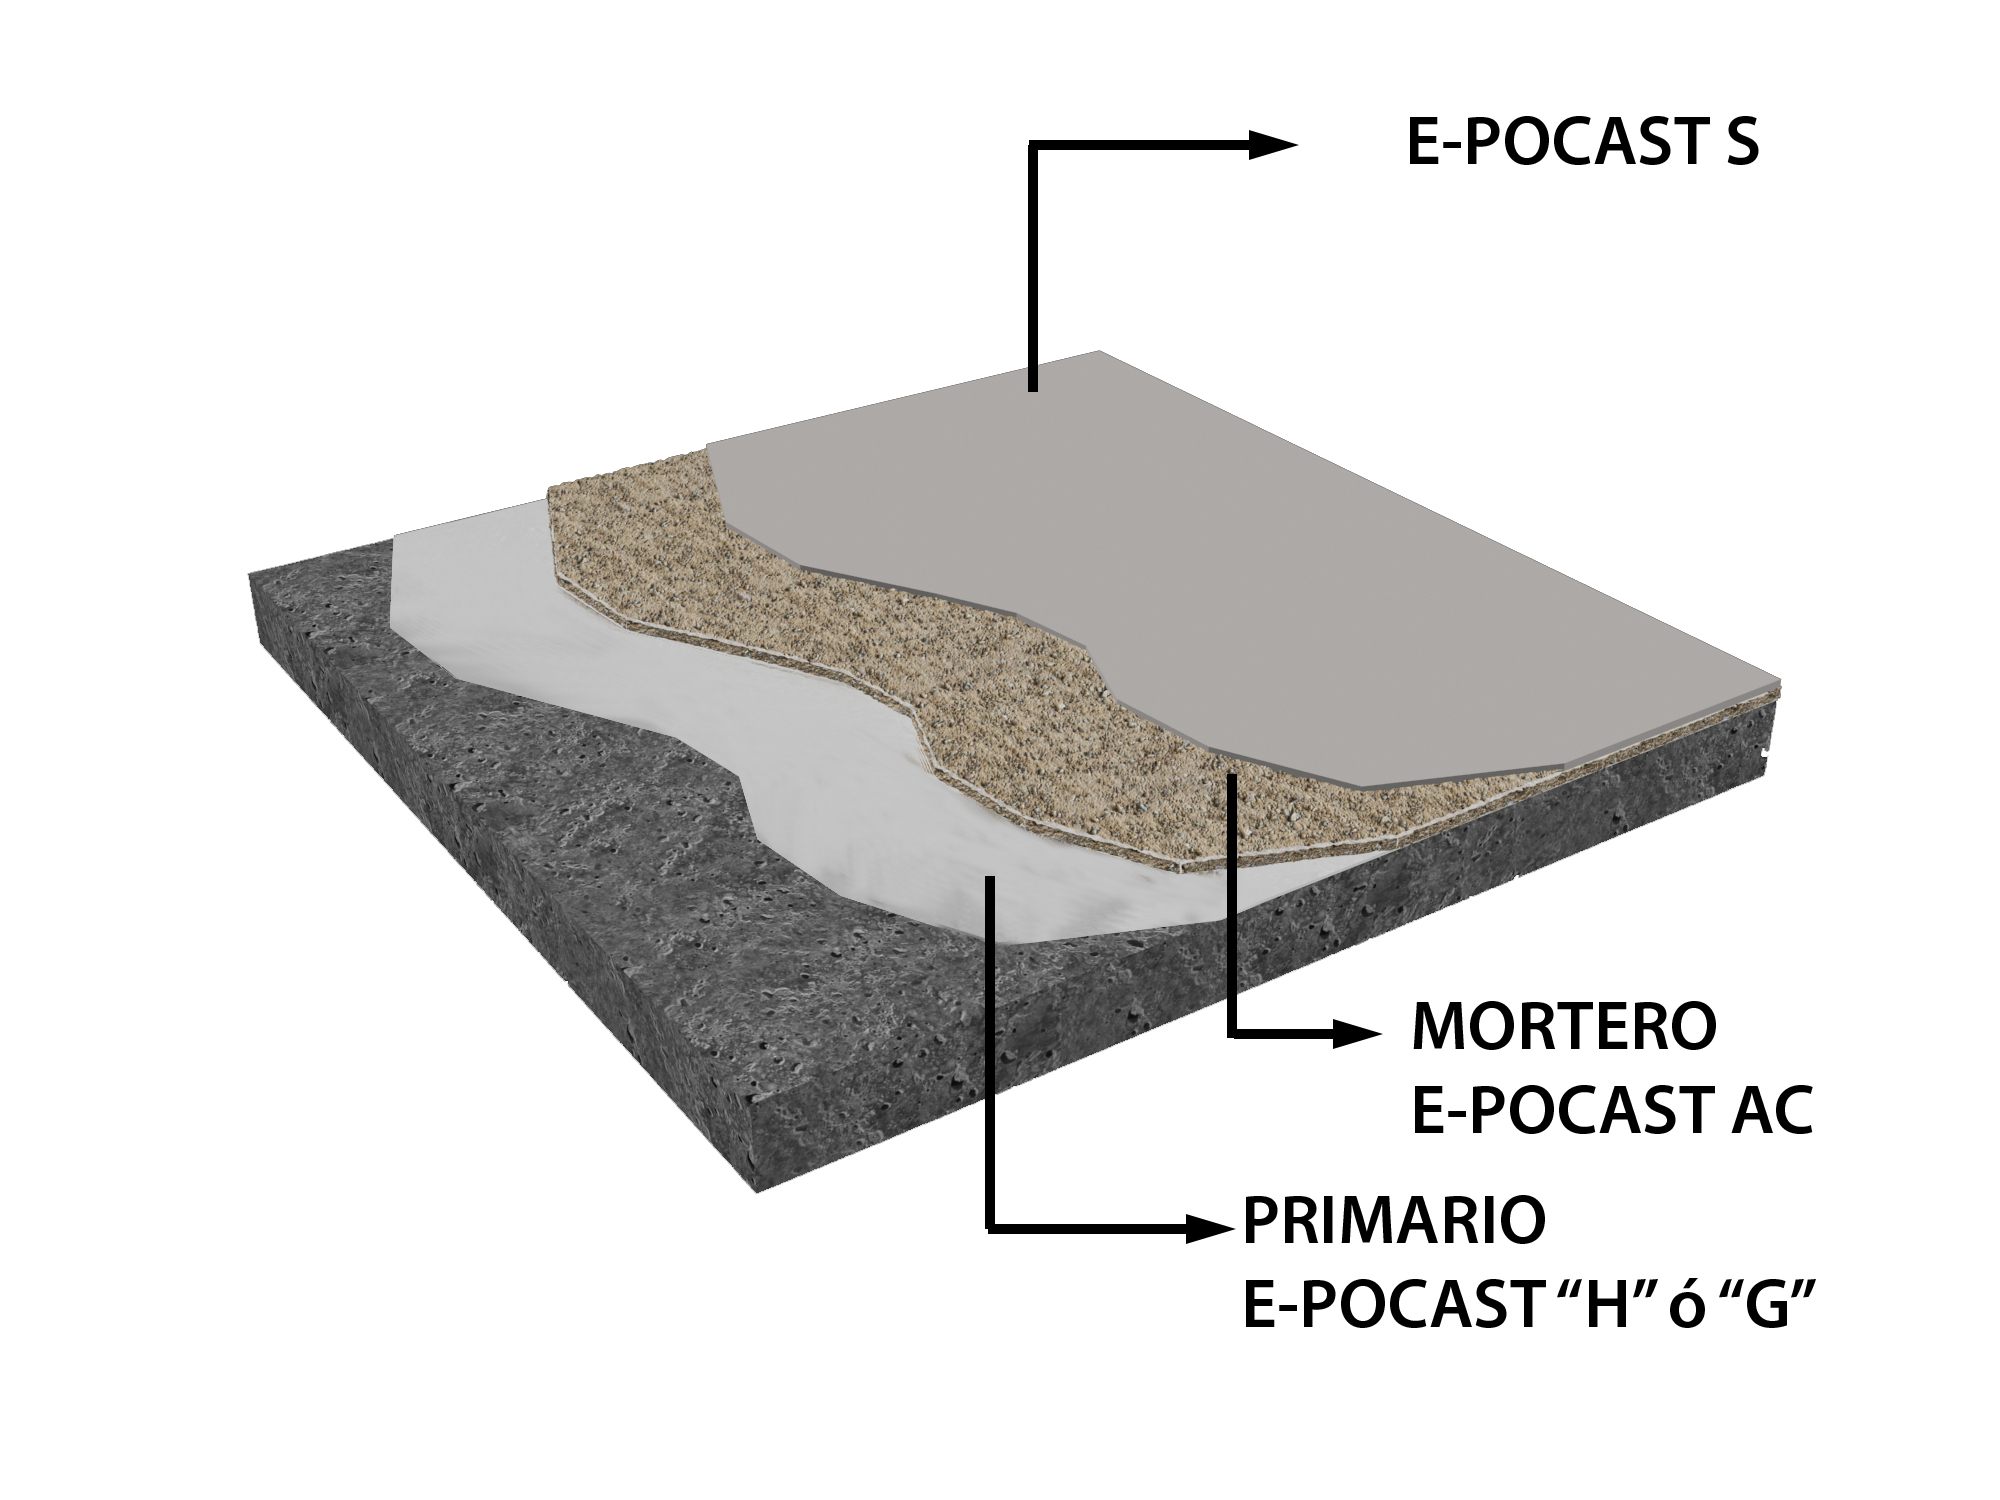 E-POCAST S
MORTERO
E-POCAST AC
PRIMARIO
E-POCAST “H” ó “G”